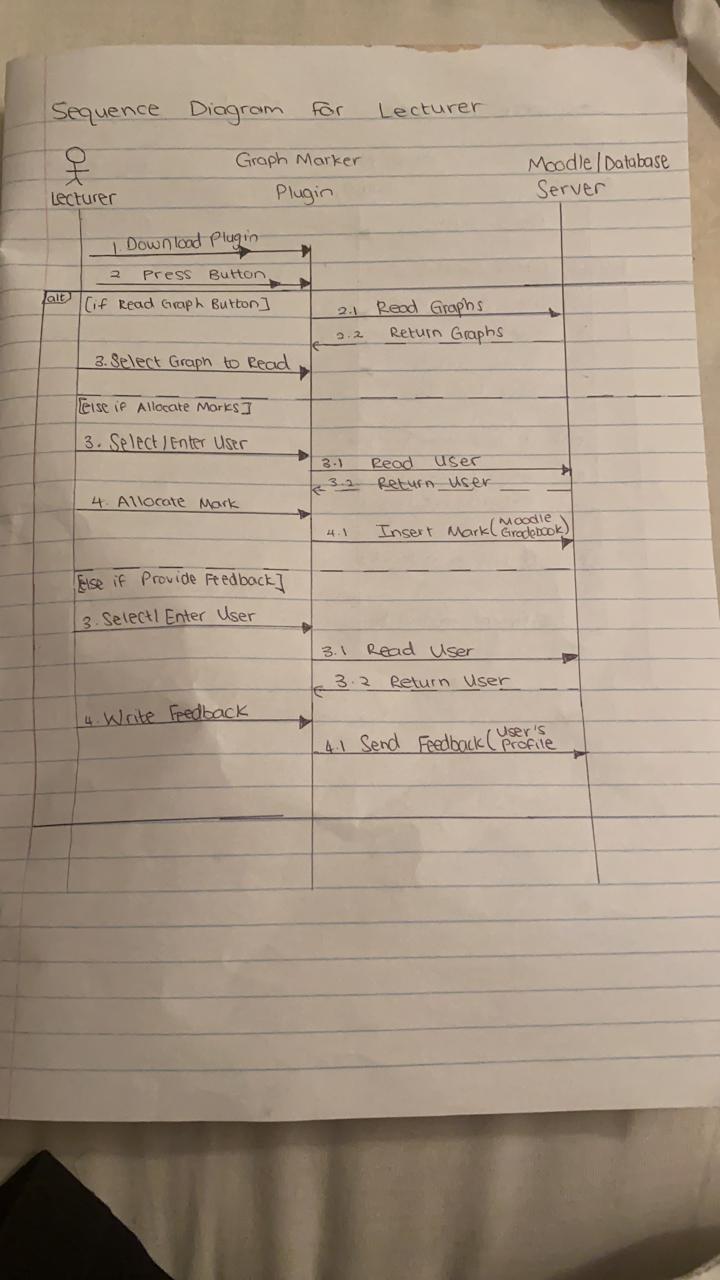 Sequence Diagram for Lecturer
Lecturer
Graph Marker
Plugin
Moodle/Database
Server
1. Download Plugin
2 Press Button
alt
[if Read Graph Button]
2.1 Read Graphs
2.2 Return Graphs
3. Select Graph to Read
[else if Allocate Marks]
3. Select/Enter User
3.1 Read User
3.2 Return User
4. Allocate Mark
4.1 Insert Mark(Moodle
Gradebook)
[Else if Provide Feedback]
3. Select/Enter User
3.1 Read User
3.2 Return User
4. Write Feedback
4.1 Send Feedback(User's
Profile